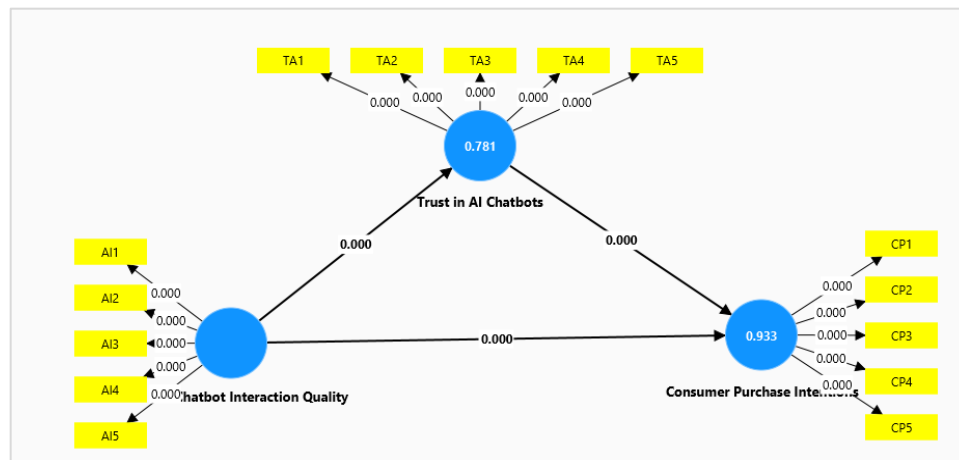 TA1 TA2 TA3 TA4 TA5
0.000 0.000 0.000 0.000 0.000
0.781
Trust in AI Chatbots
0.000
0.000
AI1
AI2
AI3
AI4
AI5
0.000
0.000
0.000
0.000
0.000
Chatbot Interaction Quality
0.000
CP1
CP2
CP3
CP4
CP5
0.000
0.000
0.000
0.000
0.000
0.933
Consumer Purchase Intentions